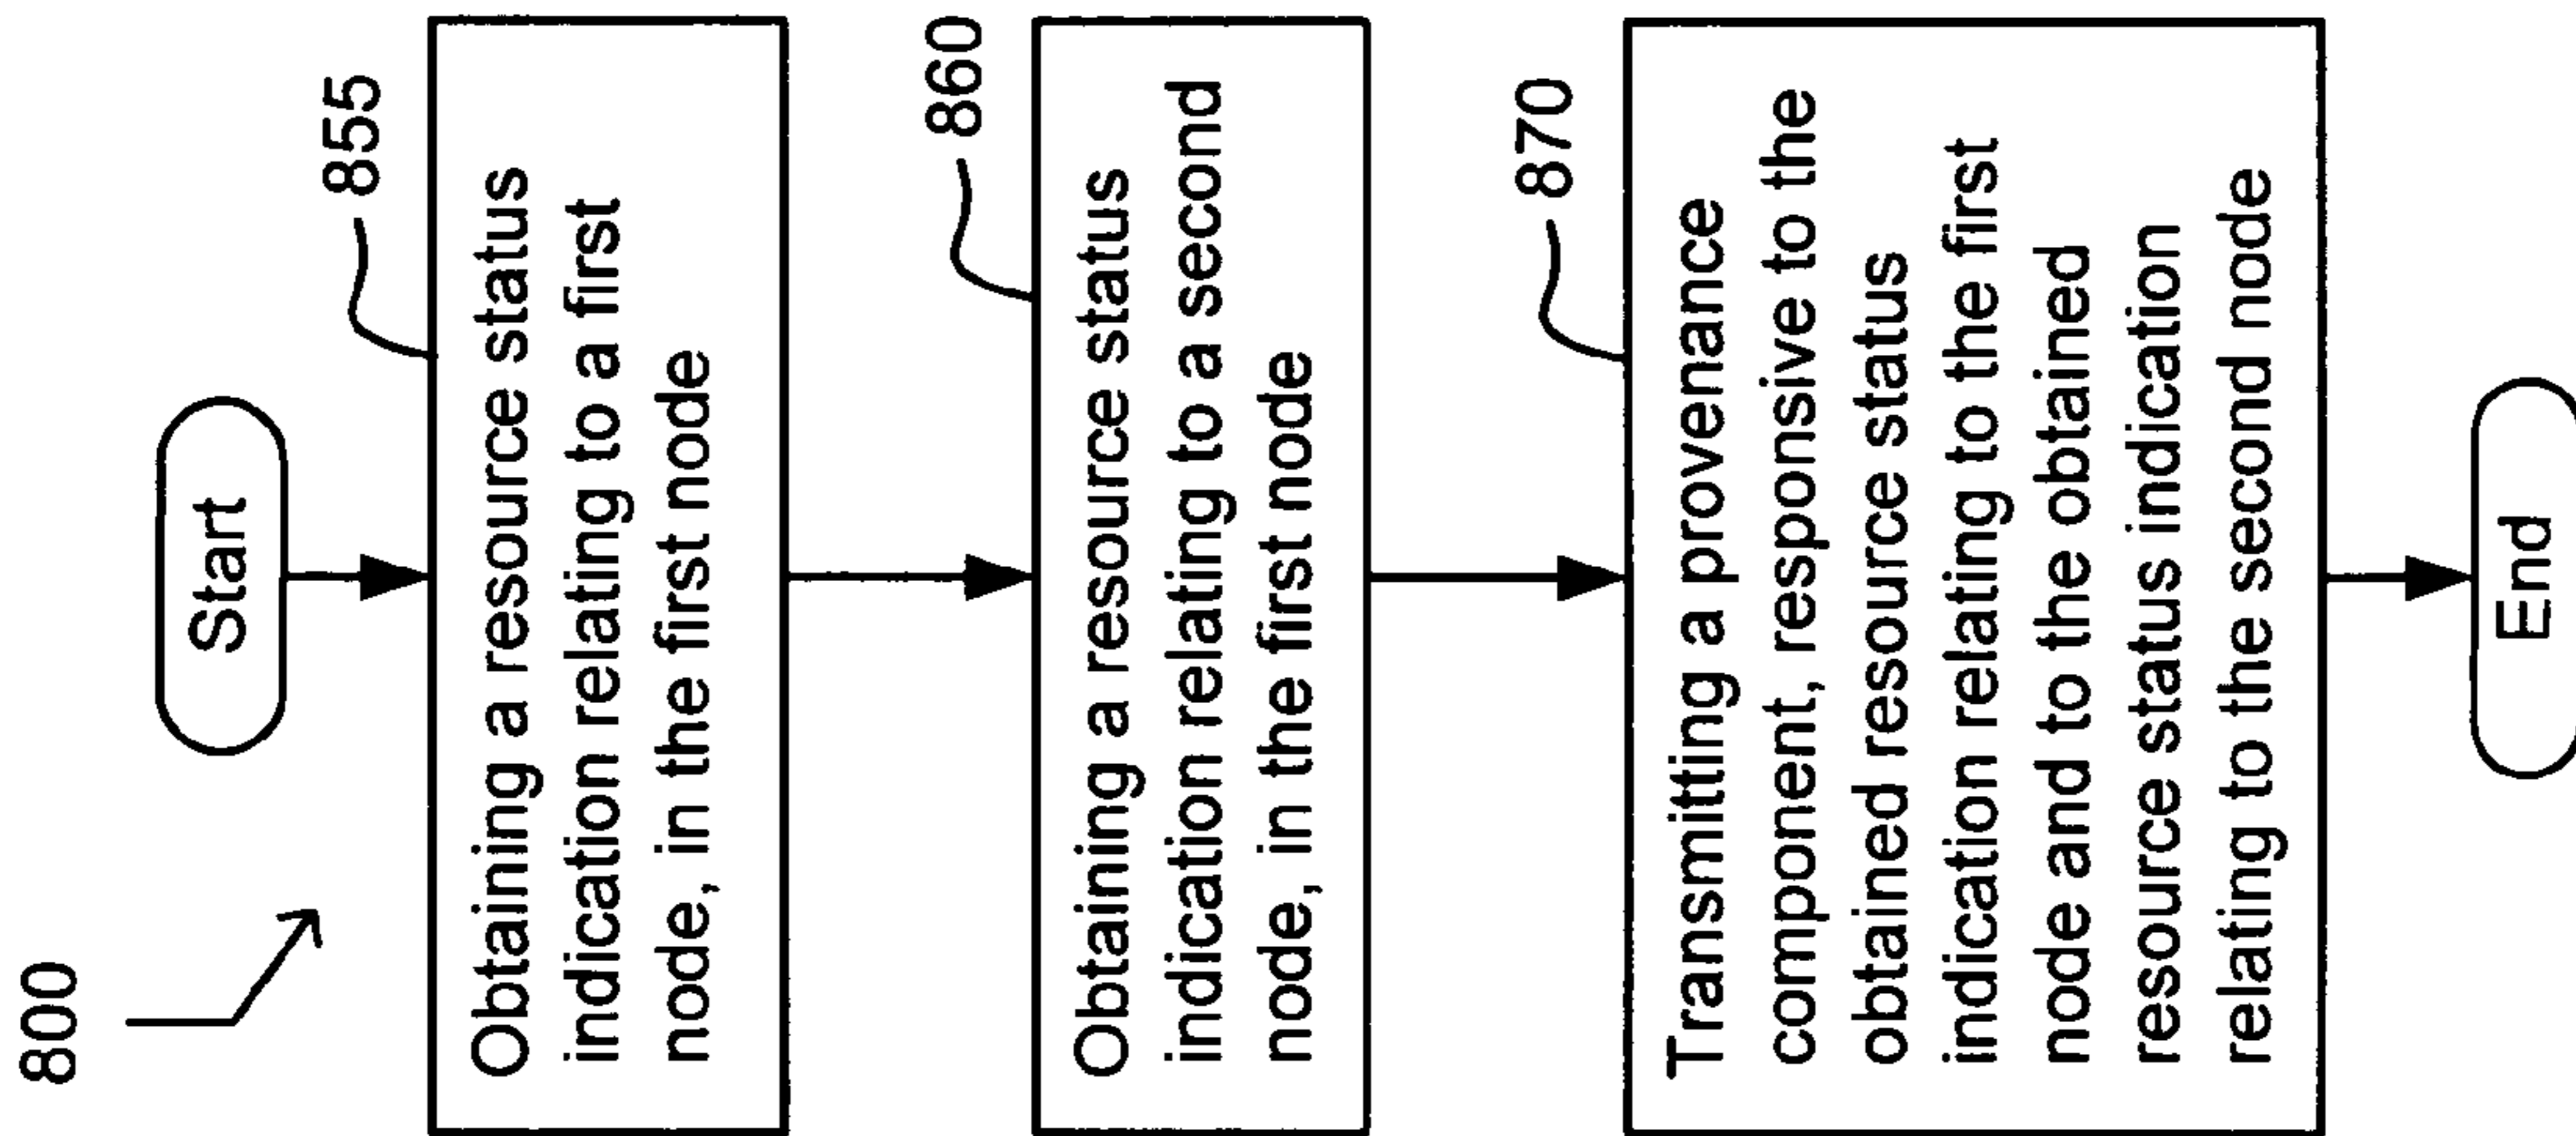 800
Start
855
Obtaining a resource status
indication relating to a first
node, in the first node
860
Obtaining a resource status
indication relating to a second
node, in the first node
870
Transmitting a provenance
component, responsive to the
obtained resource status
indication relating to the first
node and to the obtained
resource status indication
relating to the second node
End